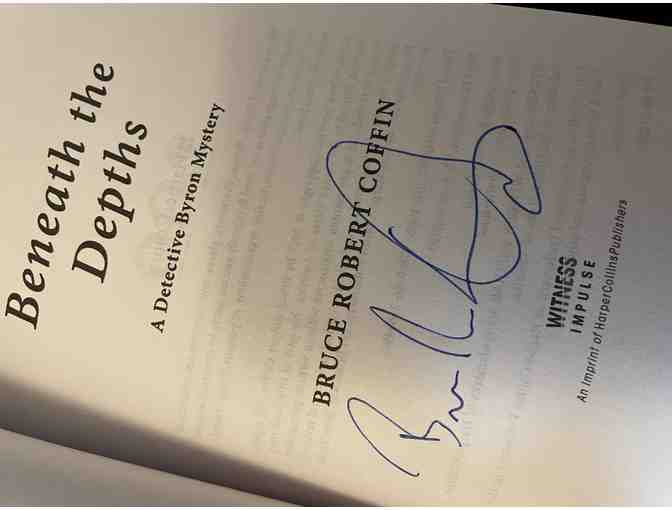 Beneath the
Depths
A Detective Byron Mystery
BRUCE ROBERT COFFIN
WITNESS
IMPULSE
An Imprint of HarperCollinsPublishers